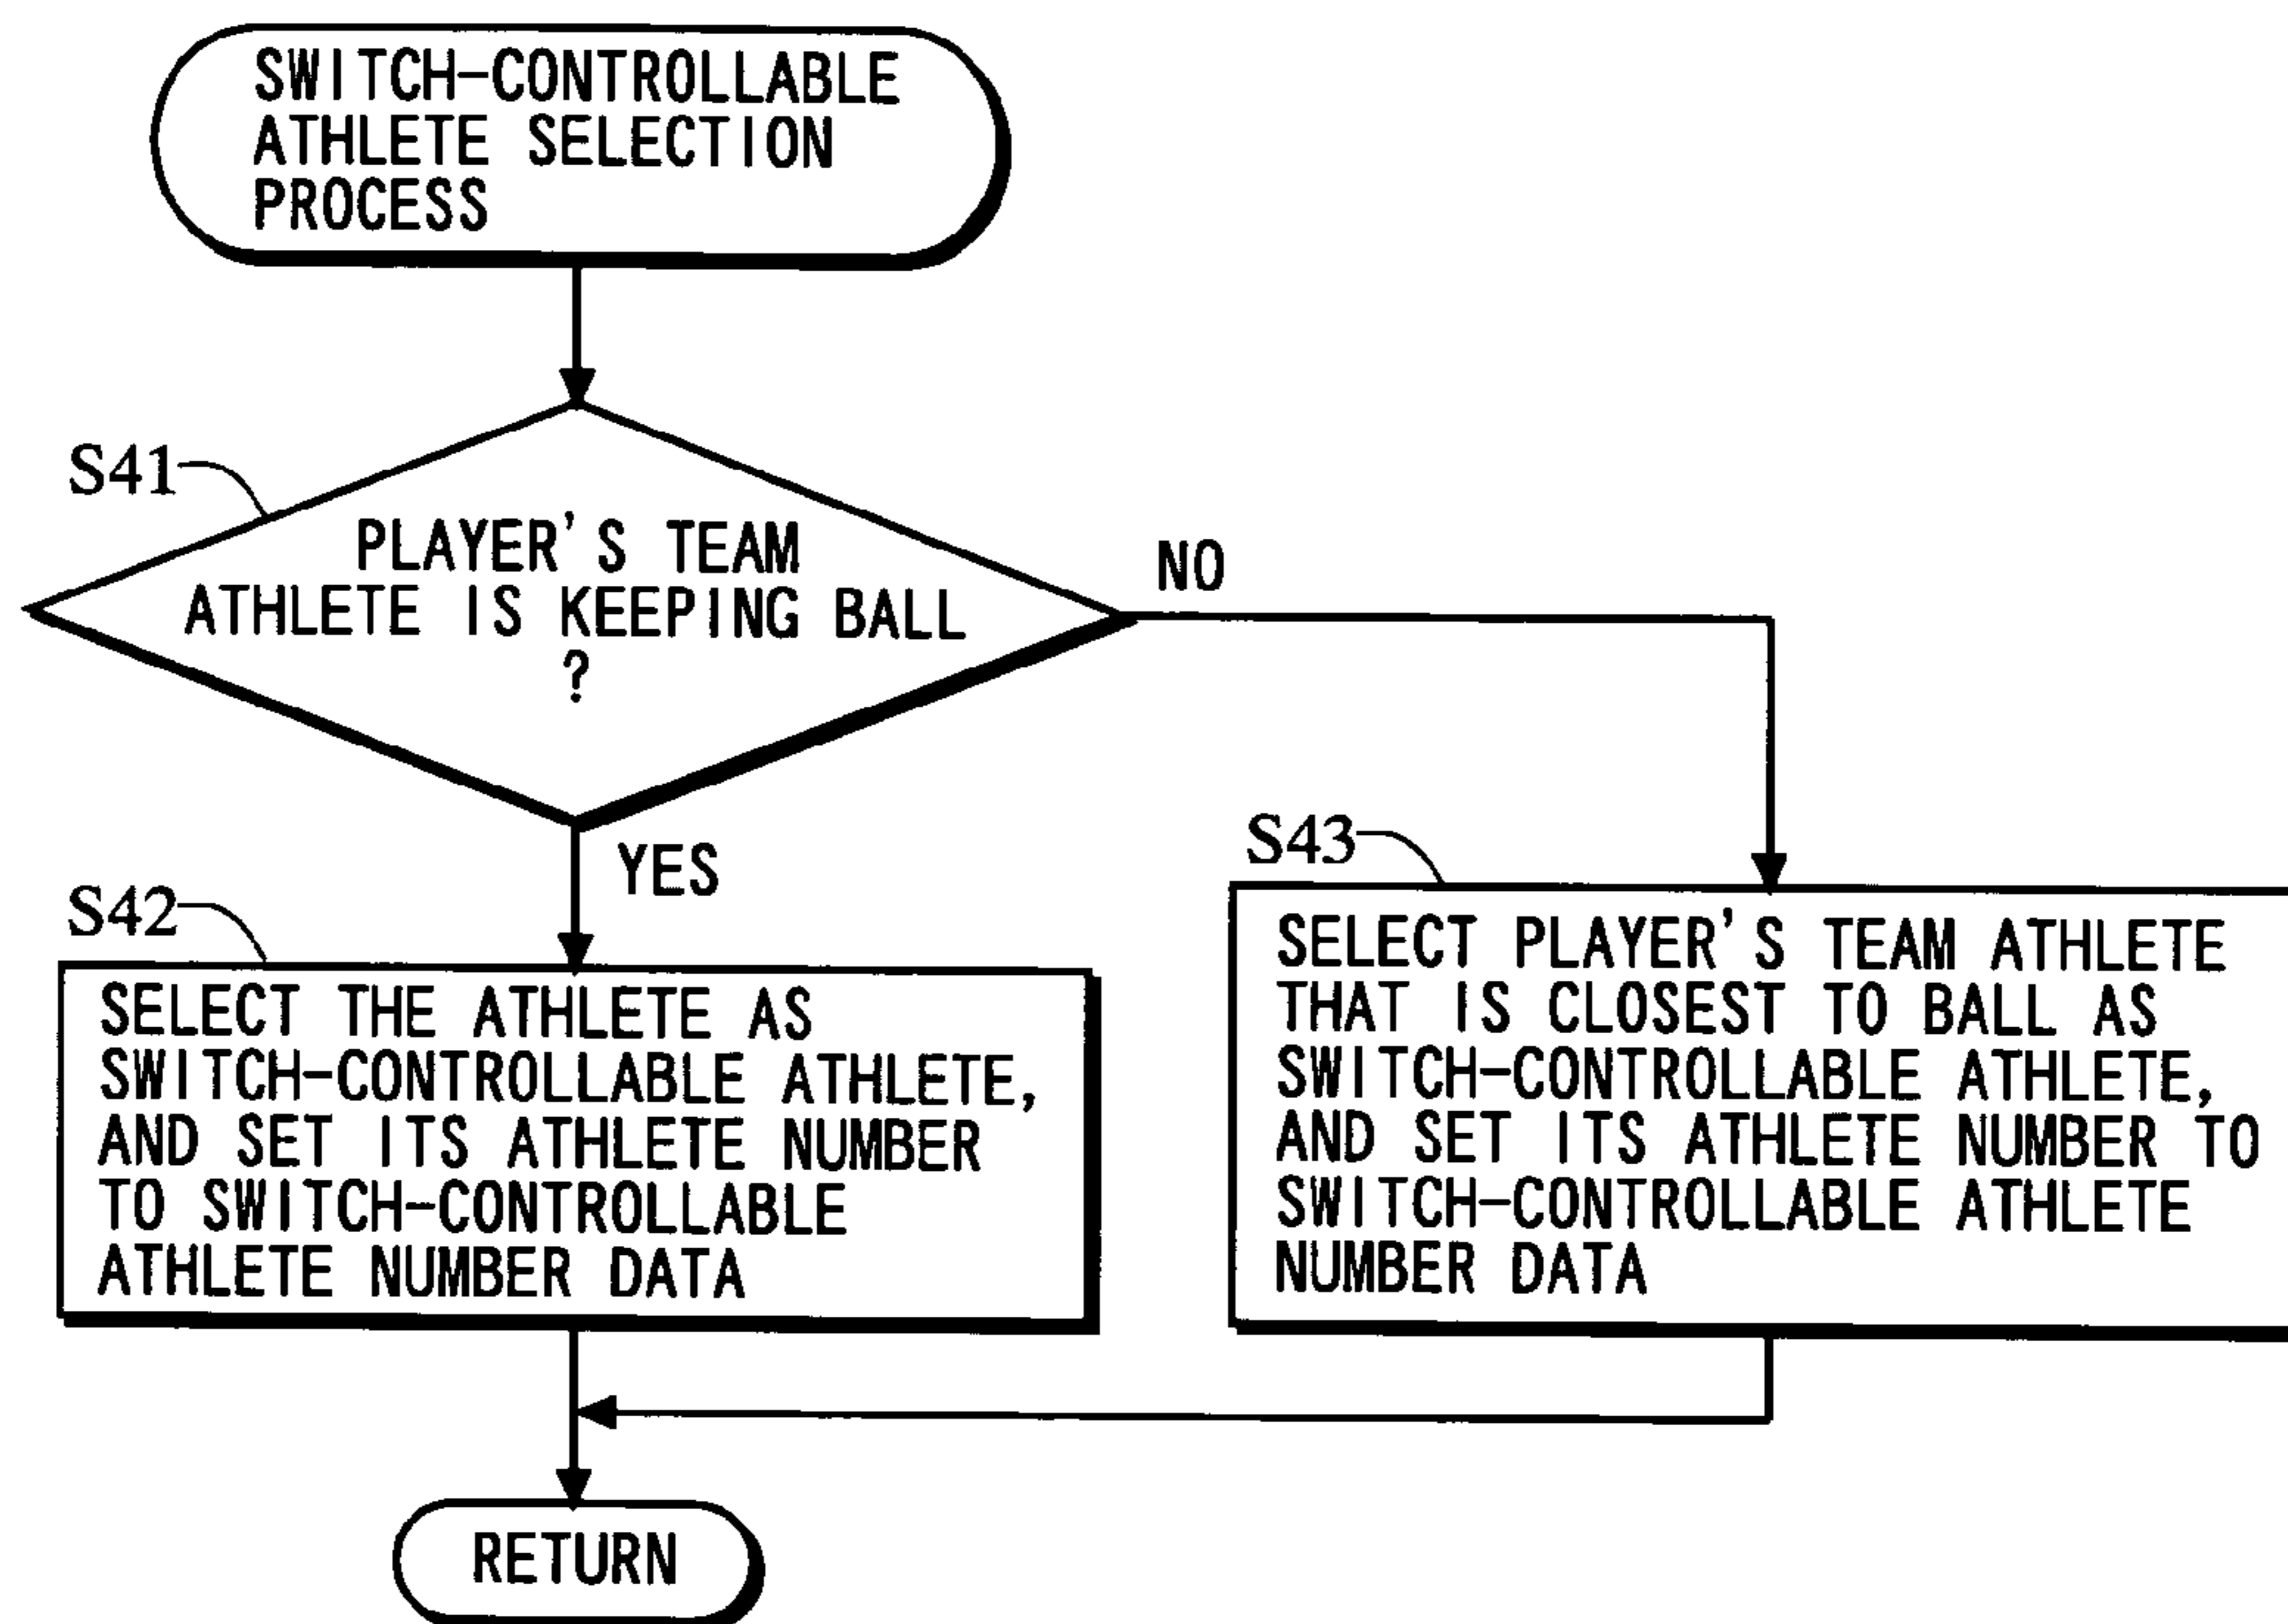 SWITCH-CONTROLLABLE
ATHLETE SELECTION
PROCESS
S41
PLAYER'S TEAM
ATHLETE IS KEEPING BALL
?
NO
YES
S42
SELECT THE ATHLETE AS
SWITCH-CONTROLLABLE ATHLETE,
AND SET ITS ATHLETE NUMBER
TO SWITCH-CONTROLLABLE
ATHLETE NUMBER DATA
S43
SELECT PLAYER'S TEAM ATHLETE
THAT IS CLOSEST TO BALL AS
SWITCH-CONTROLLABLE ATHLETE,
AND SET ITS ATHLETE NUMBER TO
SWITCH-CONTROLLABLE ATHLETE
NUMBER DATA
RETURN